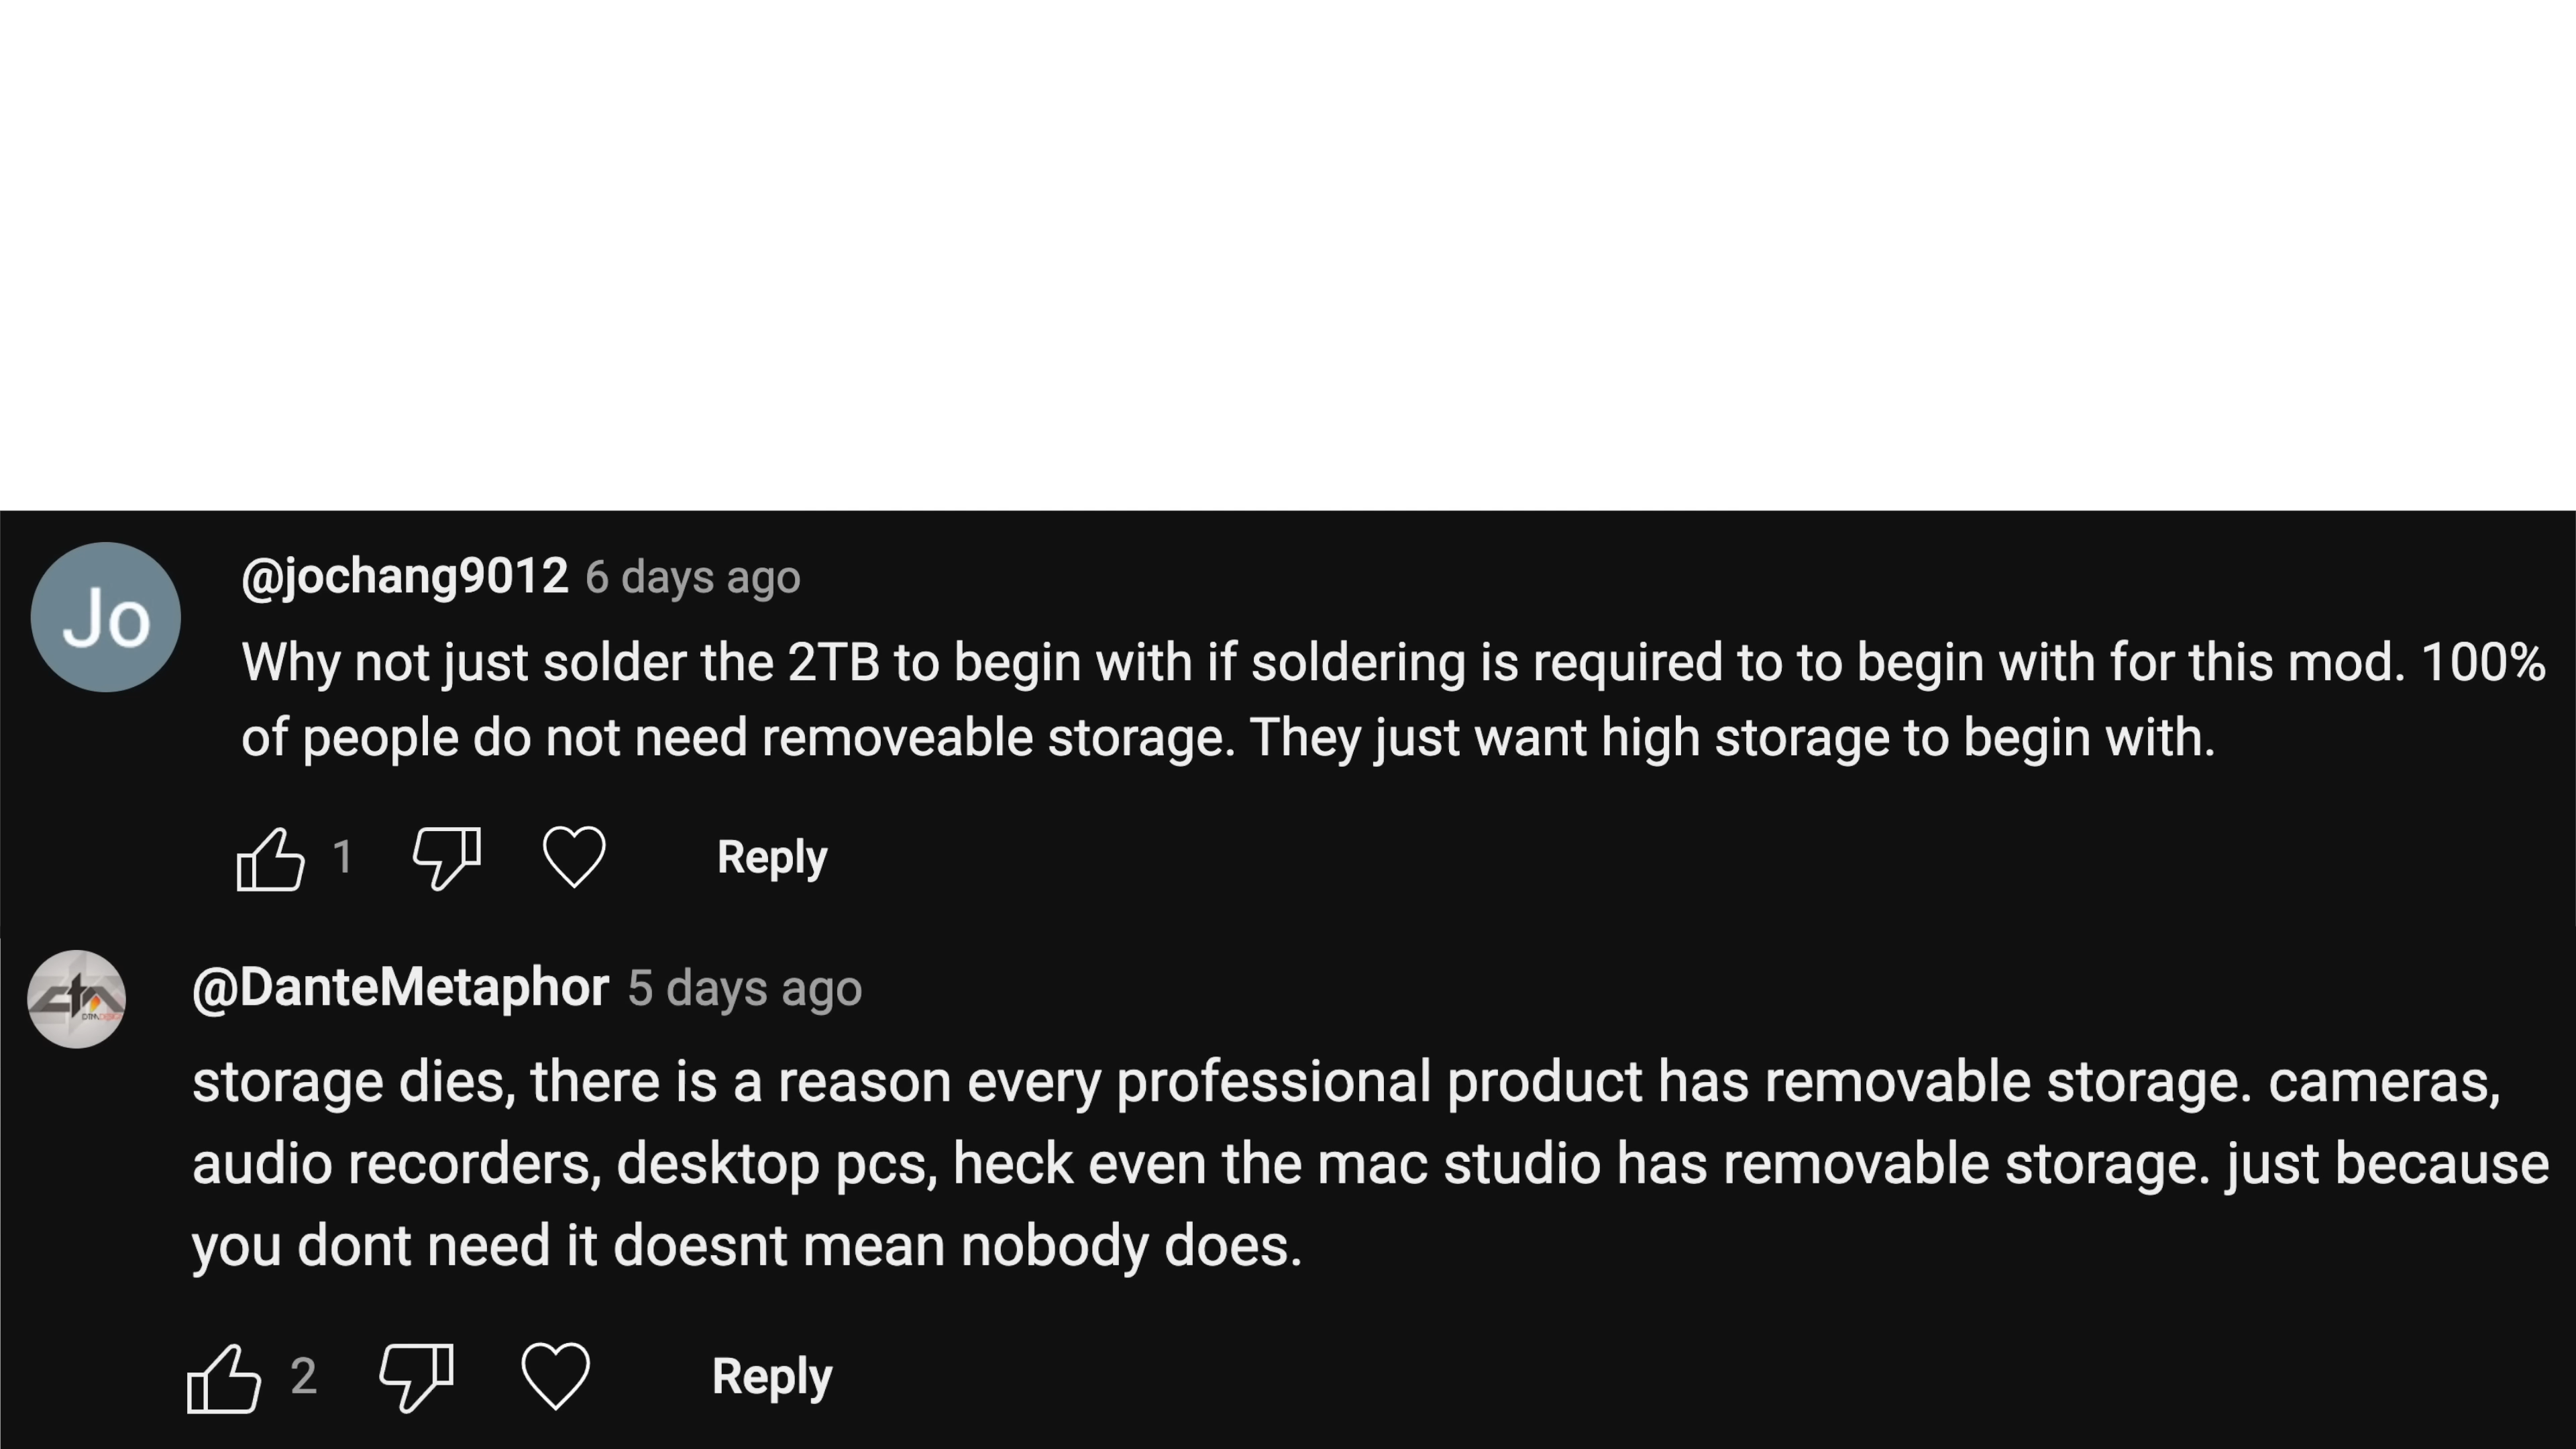 Jo
@jochang9012 6 days ago
Why not just solder the 2TB to begin with if soldering is required to to begin with for this mod. 100%
of people do not need removeable storage. They just want high storage to begin with.
1 Reply
@DanteMetaphor 5 days ago
storage dies, there is a reason every professional product has removable storage. cameras,
audio recorders, desktop pcs, heck even the mac studio has removable storage. just because
you dont need it doesnt mean nobody does.
2 Reply